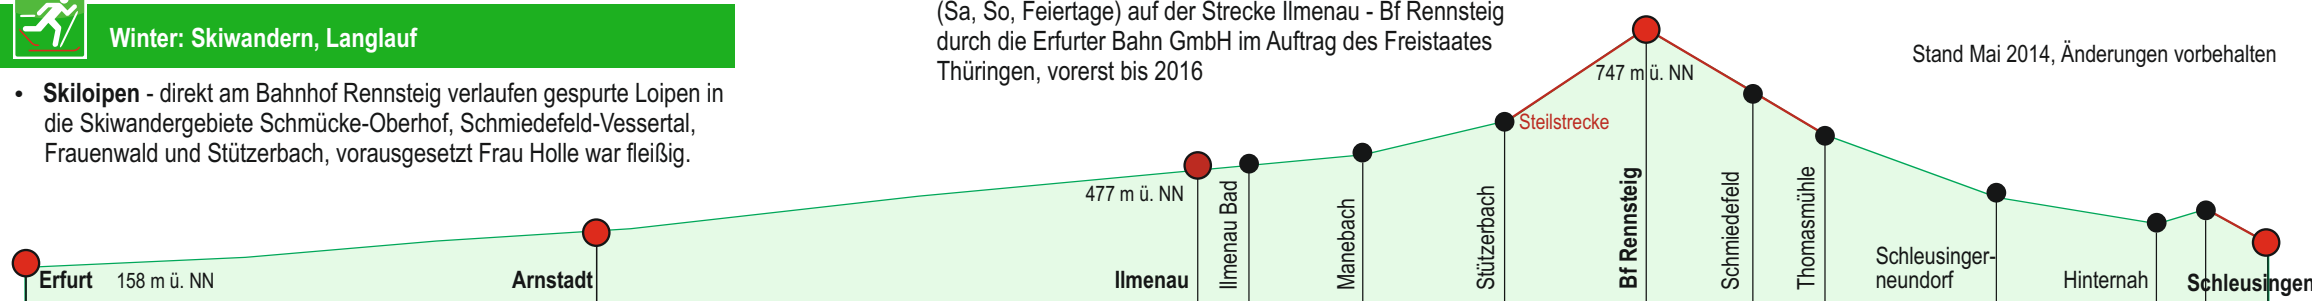 Winter: Skiwandern, Langlauf
• Skiloipen - direkt am Bahnhof Rennsteig verlaufen gespurte Loipen in
die Skiwandergebiete Schmücke-Oberhof, Schmiedefeld-Vessertal,
Frauenwald und Stützerbach, vorausgesetzt Frau Holle war fleißig.
(Sa, So, Feiertage) auf der Strecke Ilmenau - Bf Rennsteig
durch die Erfurter Bahn GmbH im Auftrag des Freistaates
Thüringen, vorerst bis 2016
Stand Mai 2014, Änderungen vorbehalten
747 m ü. NN
Steilstrecke
477 m ü. NN
Erfurt 158 m ü. NN
Arnstadt
Ilmenau
Ilmenau Bad
Manebach
Stützerbach
Bf Rennsteig
Schmiedefeld
Thomasmühle
Schleusinger-
neundorf
Hinternah
Schleusingen